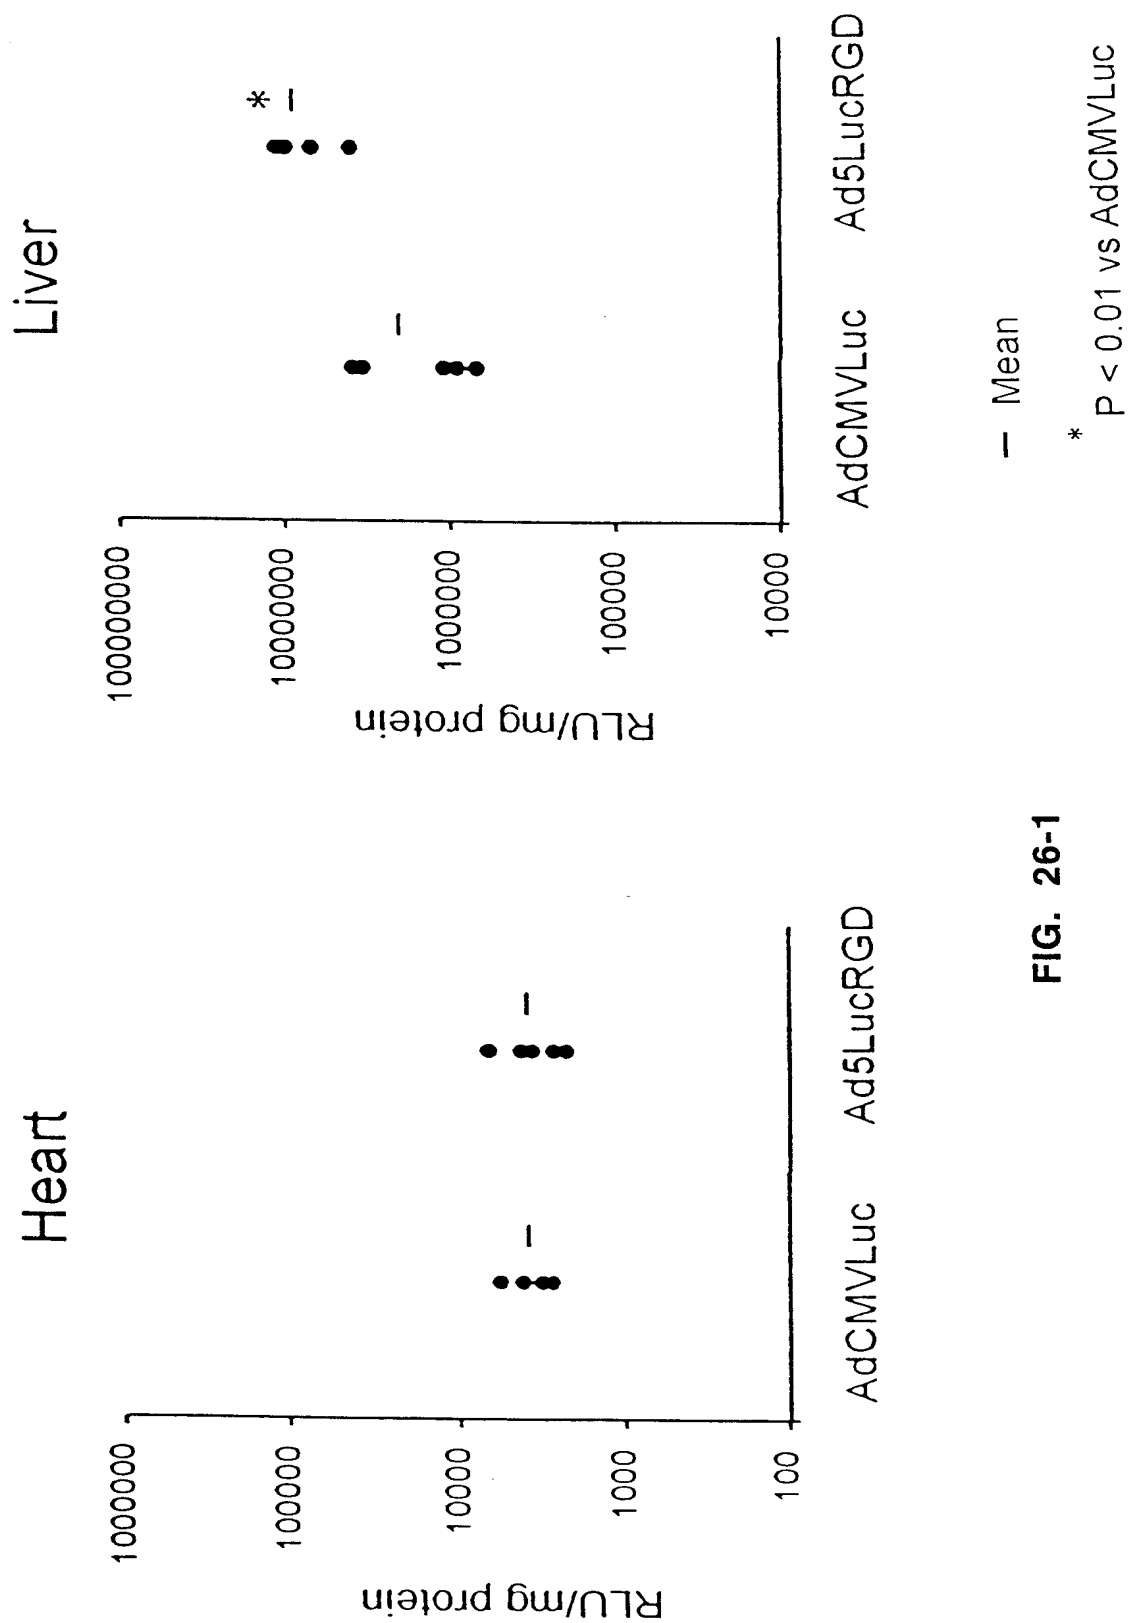 Heart
RLU/mg protein
1000000
100000
10000
1000
100
AdCMVLuc Ad5LucRGD
Liver
RLU/mg protein
100000000
10000000
1000000
100000
10000
*
AdCMVLuc Ad5LucRGD
– Mean
* P < 0.01 vs AdCMVLuc
FIG. 26-1